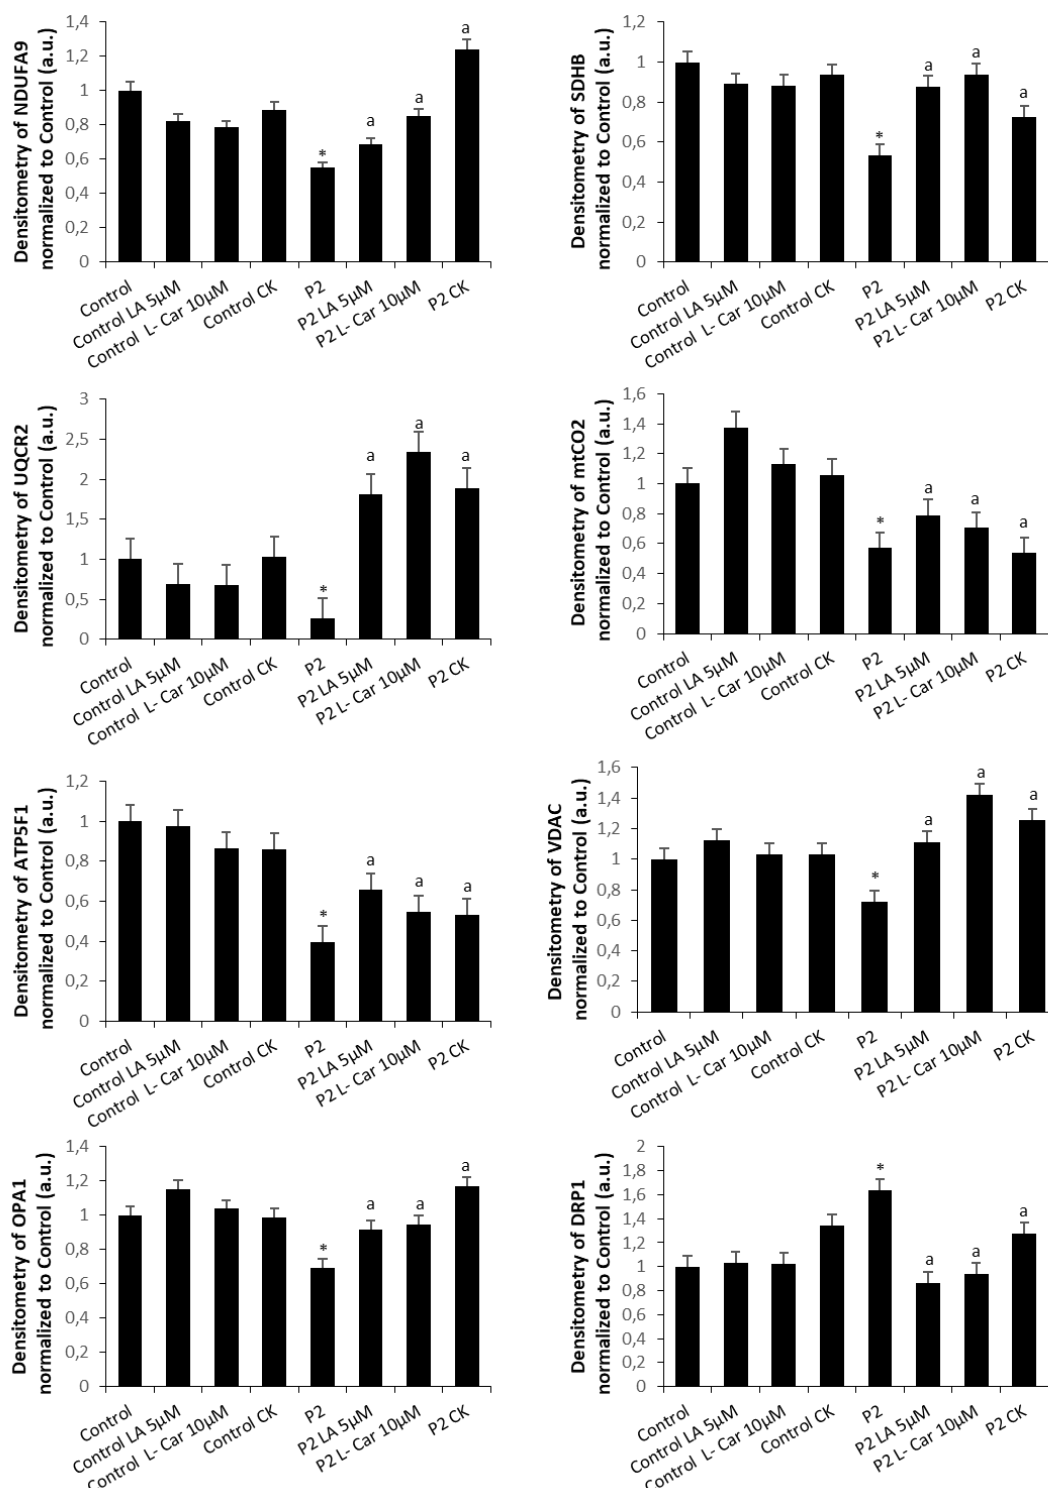 Densitometry of NDUFA9
normalized to Control (a.u.)
1,4
1,2
1
0,8
0,6
0,4
0,2
0
*
a
a
a
Control
Control LA 5µM
Control L- Car 10µM
Control CK
P2
P2 LA 5µM
P2 L- Car 10µM
P2 CK
Densitometry of SDHB
normalized to Control (a.u.)
1,2
1
0,8
0,6
0,4
0,2
0
*
a
a
a
Control
Control LA 5µM
Control L- Car 10µM
Control CK
P2
P2 LA 5µM
P2 L- Car 10µM
P2 CK
Densitometry of UQCR2
normalized to Control (a.u.)
3
2,5
2
1,5
1
0,5
0
*
a
a
a
Control
Control LA 5µM
Control L- Car 10µM
Control CK
P2
P2 LA 5µM
P2 L- Car 10µM
P2 CK
Densitometry of mtCO2
normalized to Control (a.u.)
1,6
1,4
1,2
1
0,8
0,6
0,4
0,2
0
*
a
a
a
Control
Control LA 5µM
Control L- Car 10µM
Control CK
P2
P2 LA 5µM
P2 L- Car 10µM
P2 CK
Densitometry of ATP5F1
normalized to Control (a.u.)
1,2
1
0,8
0,6
0,4
0,2
0
*
a
a
a
Control
Control LA 5µM
Control L- Car 10µM
Control CK
P2
P2 LA 5µM
P2 L- Car 10µM
P2 CK
Densitometry of VDAC
normalized to Control (a.u.)
1,6
1,4
1,2
1
0,8
0,6
0,4
0,2
0
*
a
a
a
Control
Control LA 5µM
Control L- Car 10µM
Control CK
P2
P2 LA 5µM
P2 L- Car 10µM
P2 CK
Densitometry of OPA1
normalized to Control (a.u.)
1,4
1,2
1
0,8
0,6
0,4
0,2
0
*
a
a
a
Control
Control LA 5µM
Control L- Car 10µM
Control CK
P2
P2 LA 5µM
P2 L- Car 10µM
P2 CK
Densitometry of DRP1
normalized to Control (a.u.)
2
1,8
1,6
1,4
1,2
1
0,8
0,6
0,4
0,2
0
*
a
a
a
Control
Control LA 5µM
Control L- Car 10µM
Control CK
P2
P2 LA 5µM
P2 L- Car 10µM
P2 CK